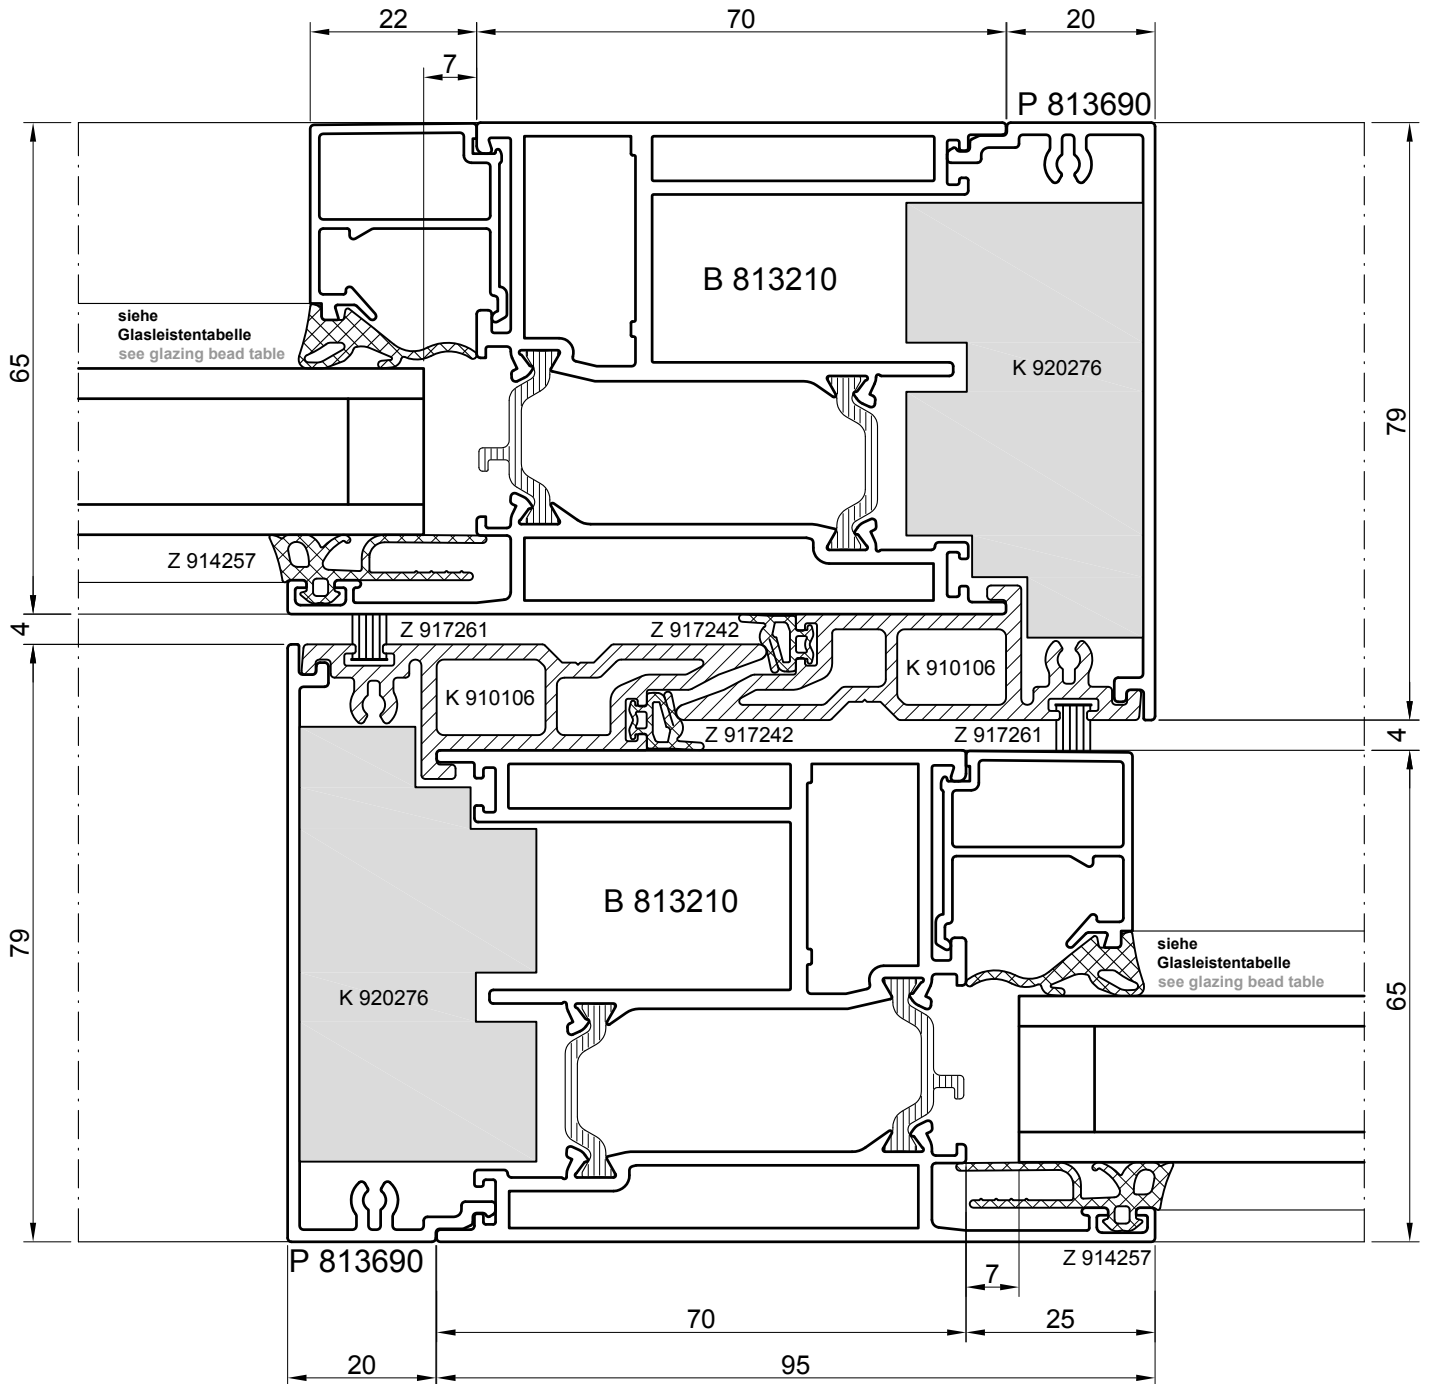 22
70
20
7
P 813690
B 813210
siehe
Glasleistentabelle
see glazing bead table
65
K 920276
79
Z 914257
4
Z 917261
Z 917242
K 910106
K 910106
Z 917242
Z 917261
4
B 813210
79
siehe
Glasleistentabelle
see glazing bead table
K 920276
65
P 813690
Z 914257
7
70
25
20
95